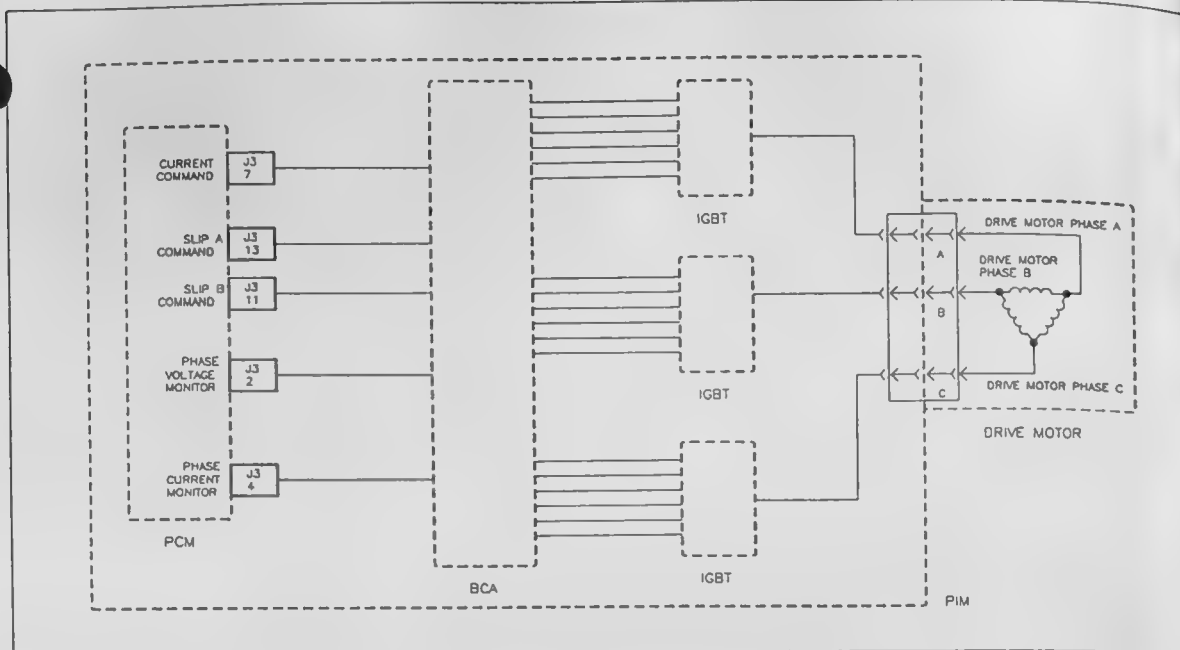 CURRENT
COMMAND
J3
7
SLIP A
COMMAND
J3
13
SLIP B
COMMAND
J3
11
PHASE
VOLTAGE
MONITOR
J3
2
PHASE
CURRENT
MONITOR
J3
4
PCM
BCA
IGBT
IGBT
IGBT
A
B
C
DRIVE MOTOR PHASE A
DRIVE MOTOR
PHASE B
DRIVE MOTOR PHASE C
DRIVE MOTOR
PIM